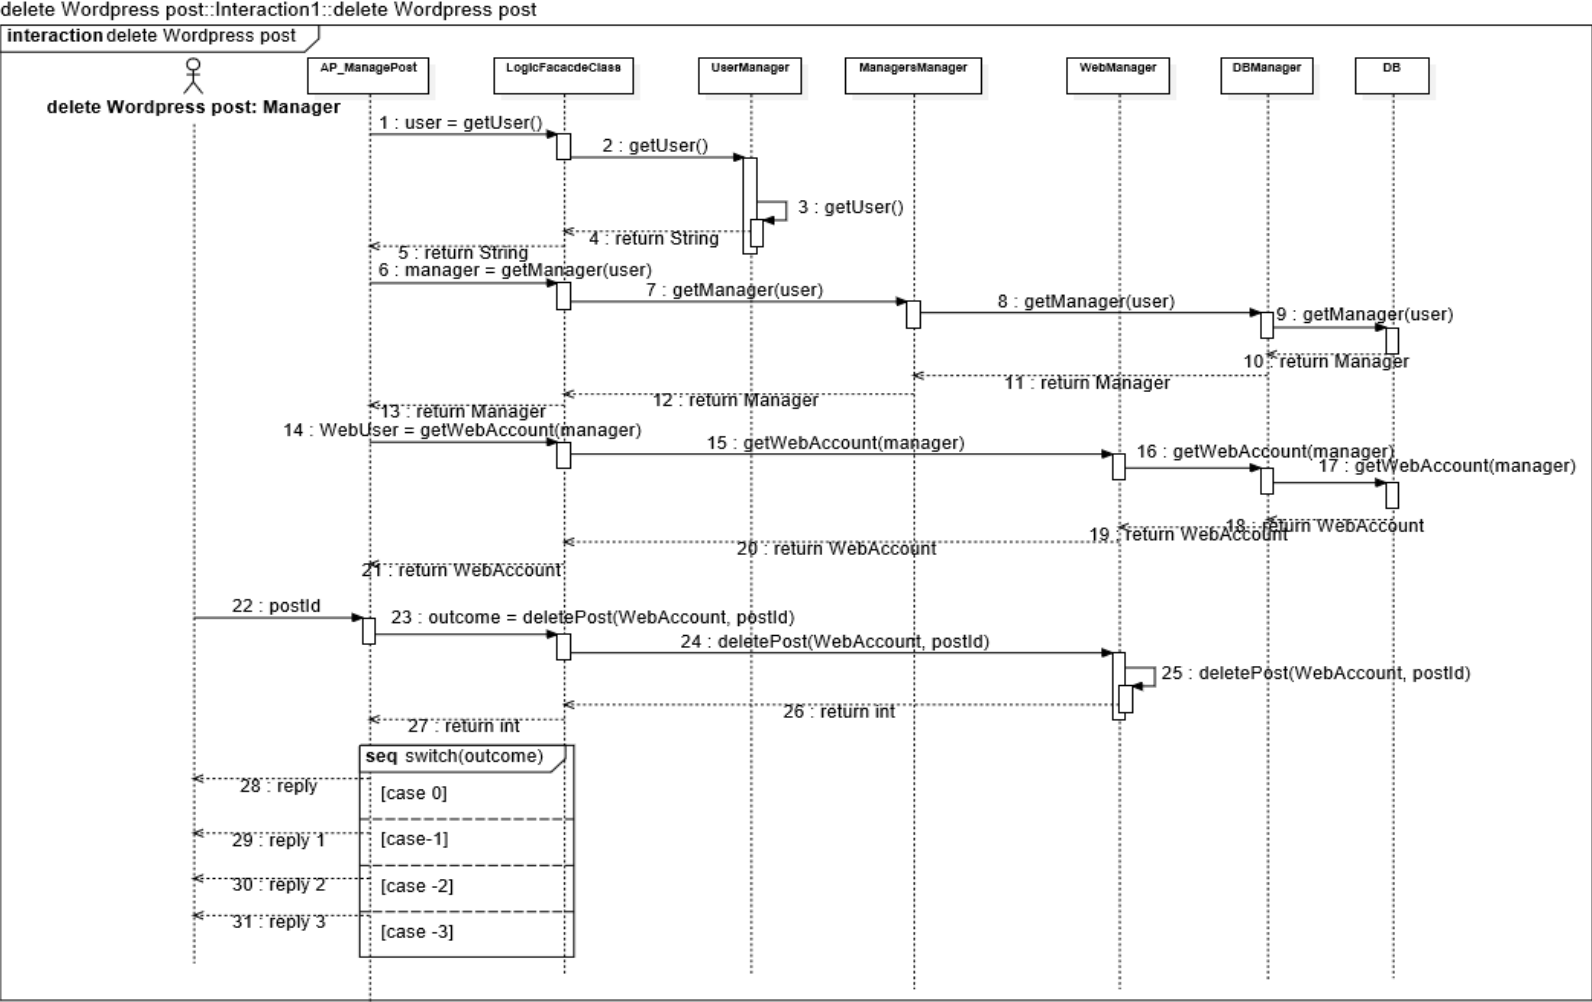 delete Wordpress post::Interaction1::delete Wordpress post
interaction delete Wordpress post
AP_ManagePost
LogicFacacdeClass
UserManager
ManagersManager
WebManager
DBManager
DB
delete Wordpress post: Manager
1 : user = getUser()
2 : getUser()
3 : getUser()
4 : return String
5 : return String
6 : manager = getManager(user)
7 : getManager(user)
8 : getManager(user)
9 : getManager(user)
10 : return Manager
11 : return Manager
12 : return Manager
13 : return Manager
14 : WebUser = getWebAccount(manager)
15 : getWebAccount(manager)
16 : getWebAccount(manager)
17 : getWebAccount(manager)
18 : return WebAccount
19 : return WebAccount
20 : return WebAccount
21 : return WebAccount
22 : postId
23 : outcome = deletePost(WebAccount, postId)
24 : deletePost(WebAccount, postId)
25 : deletePost(WebAccount, postId)
26 : return int
27 : return int
seq switch(outcome)
28 : reply
[case 0]
29 : reply 1
[case-1]
30 : reply 2
[case -2]
31 : reply 3
[case -3]